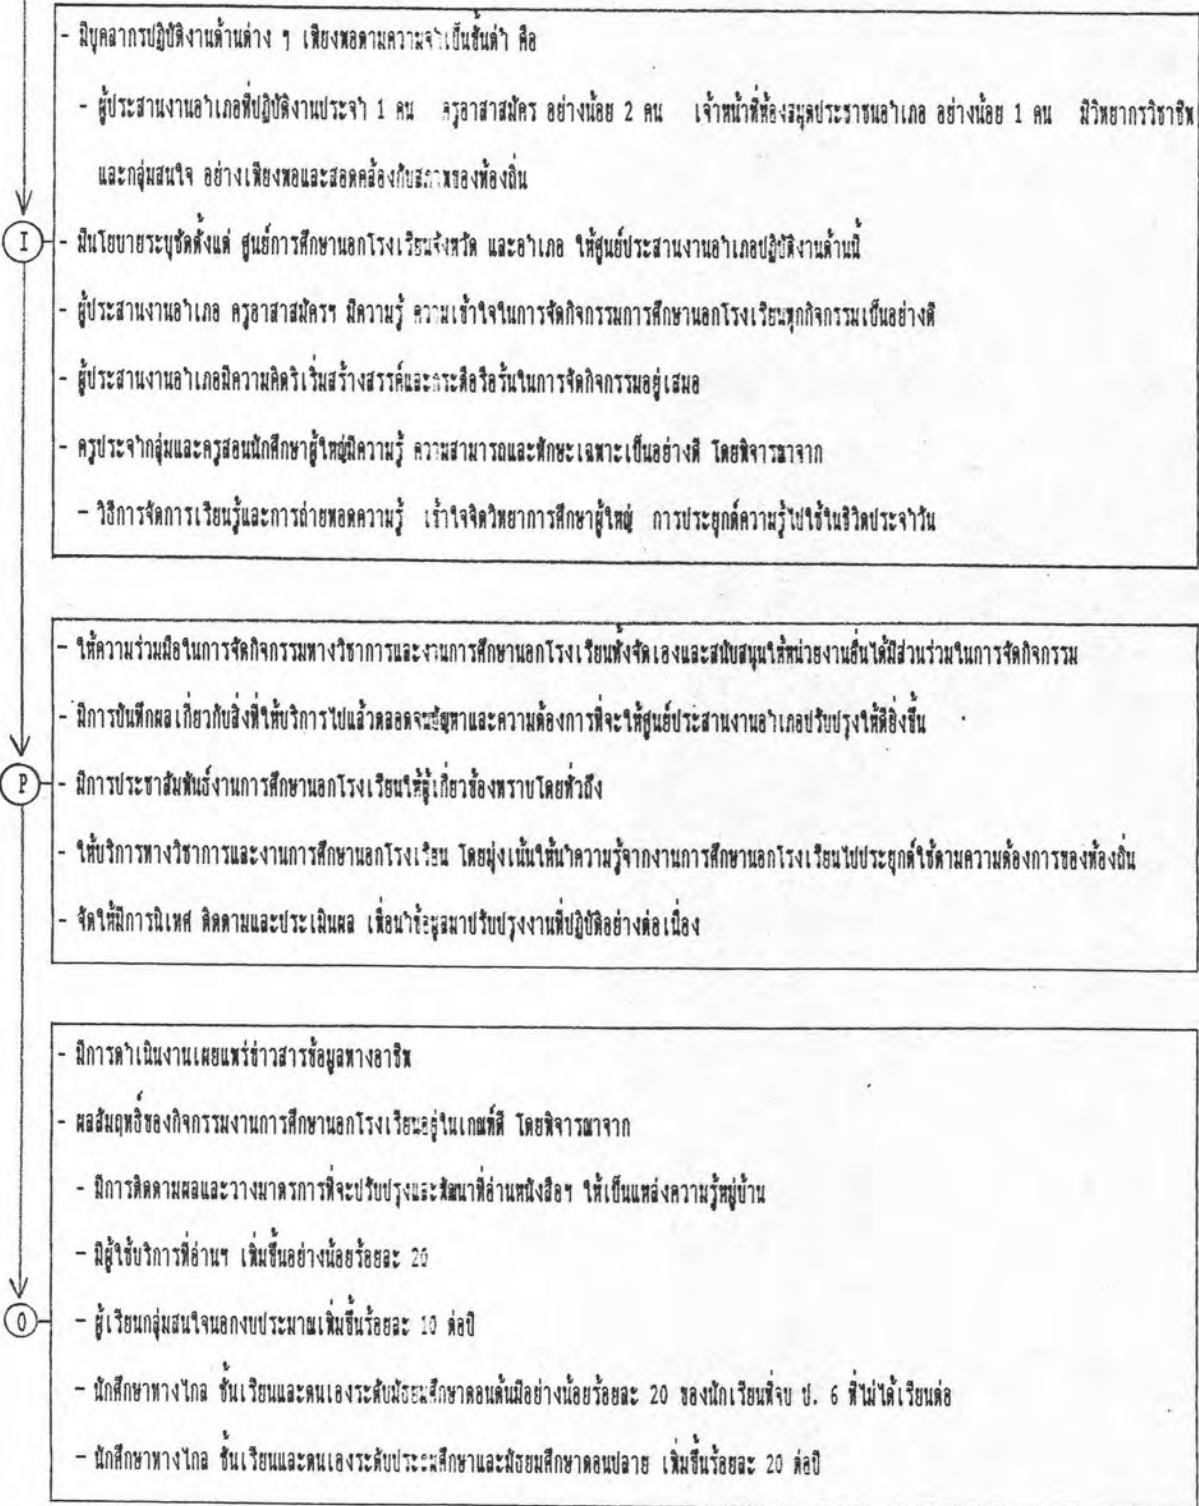 - มีบุคลากรปฏิบัติงานด้านต่าง ๆ เพียงพอตามความจำเป็นขั้นต่ำ คือ
- ผู้ประสานงานอำเภอที่ปฏิบัติงานประจำ 1 คน ครูอาสาสมัคร อย่างน้อย 2 คน เจ้าหน้าที่ห้องสมุดประชาชนอำเภอ อย่างน้อย 1 คน มีวิทยากรวิชาชีพ
และกลุ่มสนใจ อย่างเพียงพอและสอดคล้องกับสภาพของท้องถิ่น
I - มีนโยบายระบุชัดตั้งแต่ ศูนย์การศึกษานอกโรงเรียนจังหวัด และอำเภอ ให้ศูนย์ประสานงานอำเภอปฏิบัติงานด้านนี้
- ผู้ประสานงานอำเภอ ครูอาสาสมัครฯ มีความรู้ ความเข้าใจในการจัดกิจกรรมการศึกษานอกโรงเรียนทุกกิจกรรมเป็นอย่างดี
- ผู้ประสานงานอำเภอมีความคิดริเริ่มสร้างสรรค์และกระตือรือร้นในการจัดกิจกรรมอยู่เสมอ
- ครูประจำกลุ่มและครูสอนนักศึกษาผู้ใหญ่มีความรู้ ความสามารถและทักษะเฉพาะเป็นอย่างดี โดยพิจารณาจาก
- วิธีการจัดการเรียนรู้และการถ่ายทอดความรู้ เข้าใจจิตวิทยาการศึกษาผู้ใหญ่ การประยุกต์ความรู้ไปใช้ในชีวิตประจำวัน
- ให้ความร่วมมือในการจัดกิจกรรมทางวิชาการและงานการศึกษานอกโรงเรียนทั้งจัดเองและสนับสนุนให้หน่วยงานอื่นได้มีส่วนร่วมในการจัดกิจกรรม
- มีการบันทึกผลเกี่ยวกับสิ่งที่ให้บริการไปแล้วตลอดจนปัญหาและความต้องการที่จะให้ศูนย์ประสานงานอำเภอปรับปรุงให้ดียิ่งขึ้น
P - มีการประชาสัมพันธ์งานการศึกษานอกโรงเรียนให้ผู้เกี่ยวข้องทราบโดยทั่วถึง
- ให้บริการทางวิชาการและงานการศึกษานอกโรงเรียน โดยมุ่งเน้นให้นำความรู้จากงานการศึกษานอกโรงเรียนไปประยุกต์ใช้ตามความต้องการของท้องถิ่น
- จัดให้มีการนิเทศ ติดตามและประเมินผล เพื่อนำข้อมูลมาปรับปรุงงานที่ปฏิบัติอย่างต่อเนื่อง
- มีการดำเนินงานเผยแพร่ข่าวสารข้อมูลทางอาชีพ
- ผลสัมฤทธิ์ของกิจกรรมงานการศึกษานอกโรงเรียนอยู่ในเกณฑ์ดี โดยพิจารณาจาก
- มีการติดตามผลและวางมาตรการที่จะปรับปรุงและพัฒนาที่อ่านหนังสือฯ ให้เป็นแหล่งความรู้หมู่บ้าน
- มีผู้ใช้บริการที่อ่านฯ เพิ่มขึ้นอย่างน้อยร้อยละ 20
O - ผู้เรียนกลุ่มสนใจนอกงบประมาณเพิ่มขึ้นร้อยละ 10 ต่อปี
- นักศึกษาทางไกล ชั้นเรียนและตนเองระดับมัธยมศึกษาตอนต้นมีอย่างน้อยร้อยละ 20 ของนักเรียนที่จบ ป. 6 ที่ไม่ได้เรียนต่อ
- นักศึกษาทางไกล ชั้นเรียนและตนเองระดับประถมศึกษาและมัธยมศึกษาตอนปลาย เพิ่มขึ้นร้อยละ 20 ต่อปี